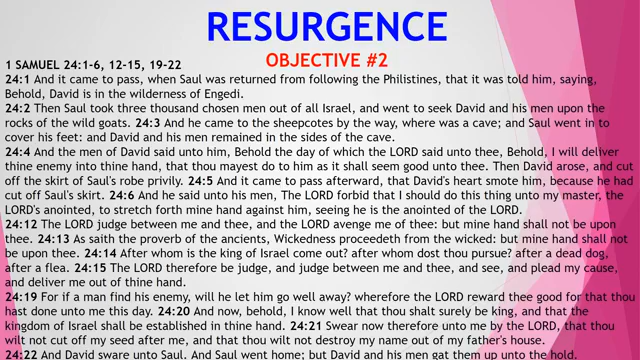 RESURGENCE
OBJECTIVE #2
1 SAMUEL 24:1-6, 12-15, 19-22
24:1 And it came to pass, when Saul was returned from following the Philistines, that it was told him, saying,
Behold, David is in the wilderness of Engedi.
24:2 Then Saul took three thousand chosen men out of all Israel, and went to seek David and his men upon the
rocks of the wild goats. 24:3 And he came to the sheepcotes by the way, where was a cave; and Saul went in to
cover his feet: and David and his men remained in the sides of the cave.
24:4 And the men of David said unto him, Behold the day of which the LORD said unto thee, Behold, I will deliver
thine enemy into thine hand, that thou mayest do to him as it shall seem good unto thee. Then David arose, and cut
off the skirt of Saul's robe privily. 24:5 And it came to pass afterward, that David's heart smote him, because he had
cut off Saul's skirt. 24:6 And he said unto his men, The LORD forbid that I should do this thing unto my master, the
LORD's anointed, to stretch forth mine hand against him, seeing he is the anointed of the LORD.
24:12 The LORD judge between me and thee, and the LORD avenge me of thee: but mine hand shall not be upon
thee. 24:13 As saith the proverb of the ancients, Wickedness proceedeth from the wicked: but mine hand shall not
be upon thee. 24:14 After whom is the king of Israel come out? after whom dost thou pursue? after a dead dog,
after a flea. 24:15 The LORD therefore be judge, and judge between me and thee, and see, and plead my cause,
and deliver me out of thine hand.
24:19 For if a man find his enemy, will he let him go well away? wherefore the LORD reward thee good for that thou
hast done unto me this day. 24:20 And now, behold, I know well that thou shalt surely be king, and that the
kingdom of Israel shall be established in thine hand. 24:21 Swear now therefore unto me by the LORD, that thou
wilt not cut off my seed after me, and that thou wilt not destroy my name out of my father's house.
24:22 And David sware unto Saul. And Saul went home; but David and his men gat them up unto the hold.